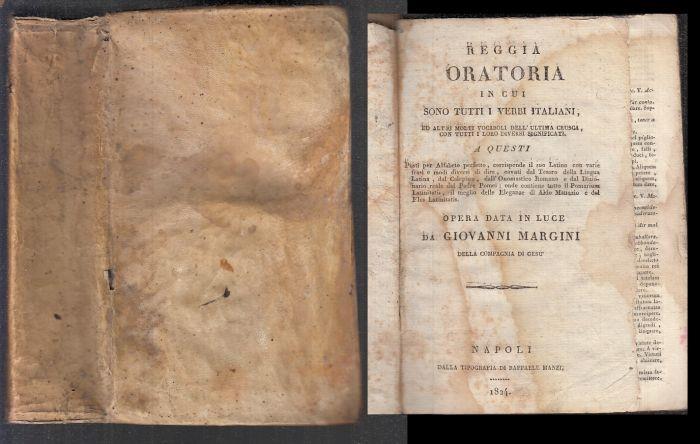 REGGIA
ORATORIA
IN CUI
SONO TUTTI I VERBI ITALIANI,
ED ALTRI MOLTI VOCABOLI DELL'ULTIMA CRUSCA,
CON TUTTI I LORO DIVERSI SIGNIFICATI.
A QUESTI
Posti per Alfabeto perfetto, corrisponde il suo Latino con varie
frasi e modi diversi di dire, cavati dal Tesoro della Lingua
Latina, dal Calepino, dall'Onomastico Romano e dal Dizio-
nario reale del Padre Pomei; onde contiene tutto il Pomarium
Latinitatis, il meglio delle Eleganze di Aldo Manuzio e del
Flos Latinitatis.
OPERA DATA IN LUCE
DA GIOVANNI MARGINI
DELLA COMPAGNIA DI GESU'
NAPOLI
DALLA TIPOGRAFIA DI RAFFAELE MANZI,
1824.